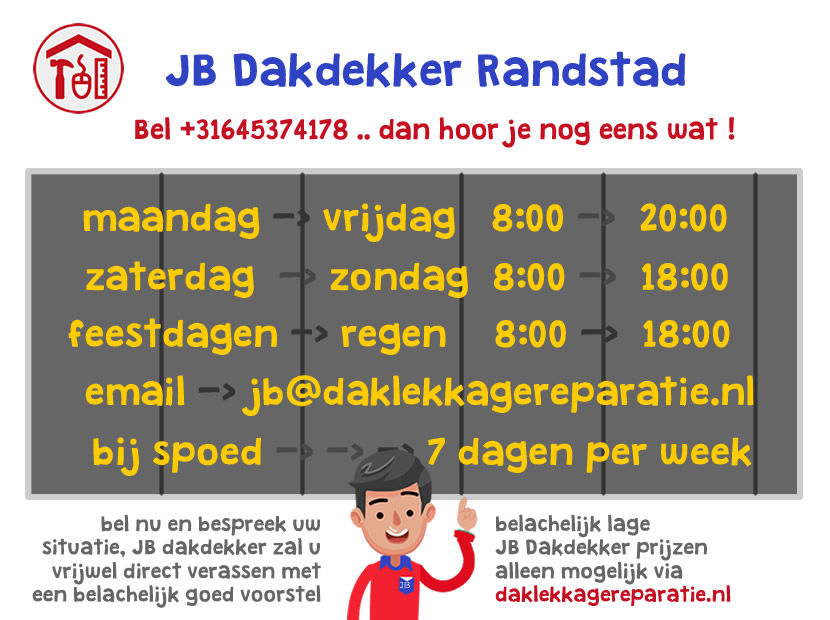 JB Dakdekker Randstad
Bel +31645374178 .. dan hoor je nog eens wat !
maandag -> vrijdag 8:00 -> 20:00
zaterdag -> zondag 8:00 -> 18:00
feestdagen -> regen 8:00 -> 18:00
email -> jb@daklekkagereparatie.nl
bij spoed -> -> -> 7 dagen per week
bel nu en bespreek uw
situatie, JB dakdekker zal u
vrijwel direct verassen met
een belachelijk goed voorstel
JB
belachelijk lage
JB Dakdekker prijzen
alleen mogelijk via
daklekkagereparatie.nl